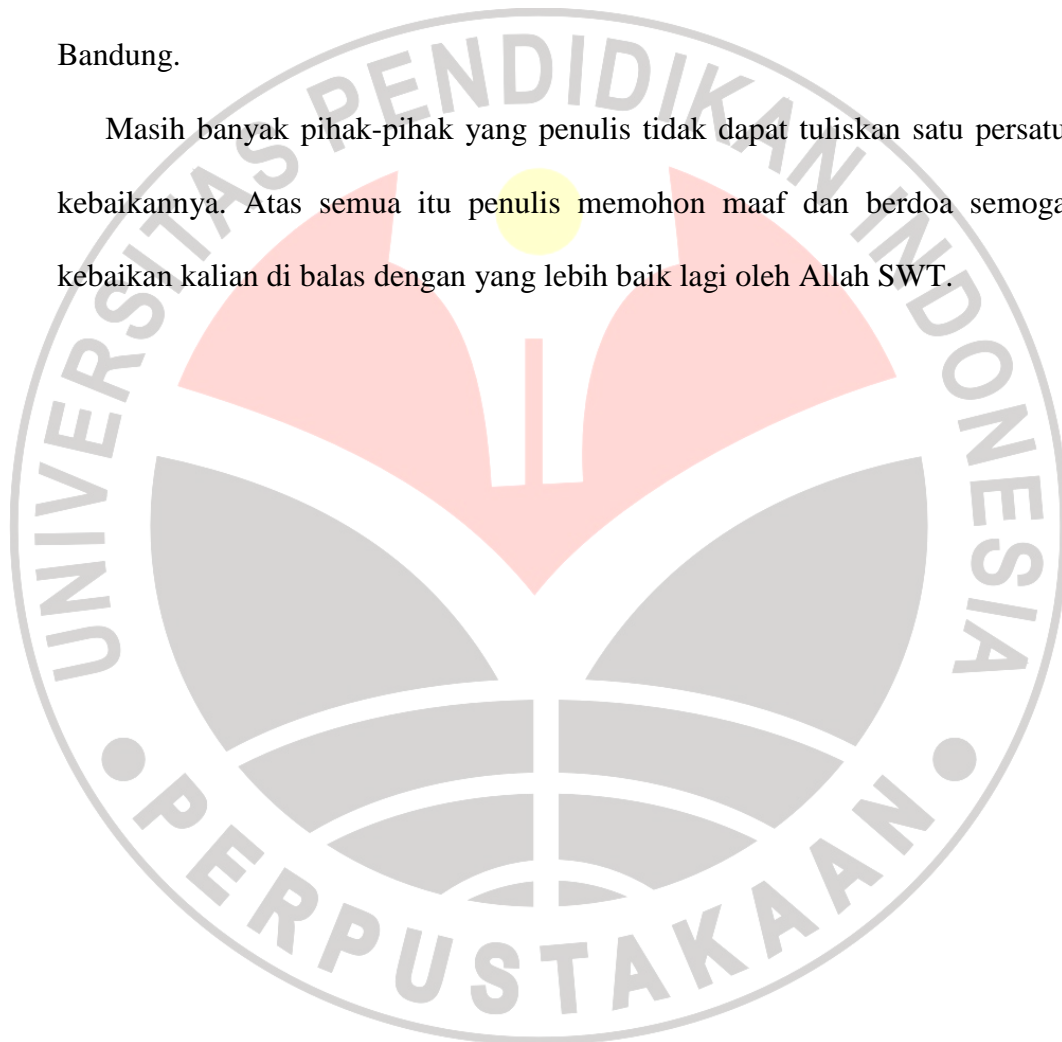 Bandung.
Masih banyak pihak-pihak yang penulis tidak dapat tuliskan satu persatu
kebaikannya. Atas semua itu penulis memohon maaf dan berdoa semoga
kebaikan kalian di balas dengan yang lebih baik lagi oleh Allah SWT.
UNIVERSITAS PENDIDIKAN INDONESIA
PERPUSTAKAAN